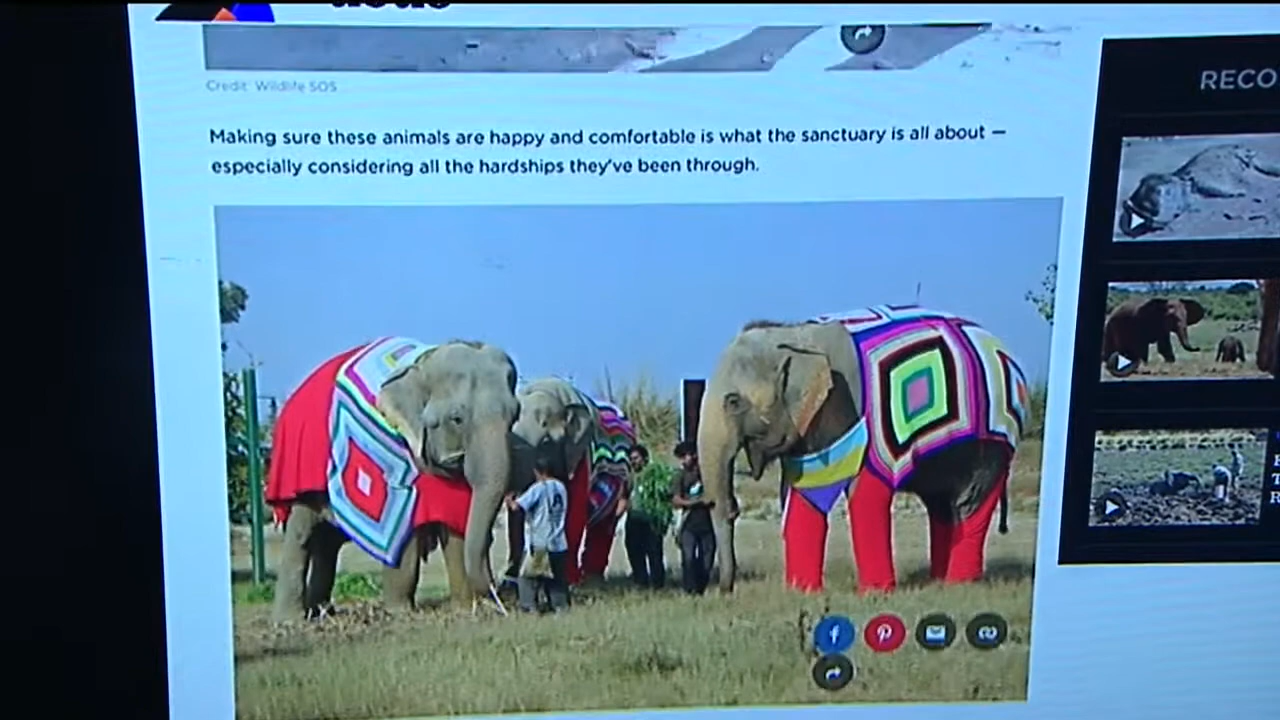 Credit: Wildlife SOS
Making sure these animals are happy and comfortable is what the sanctuary is all about —
especially considering all the hardships they've been through.
RECO